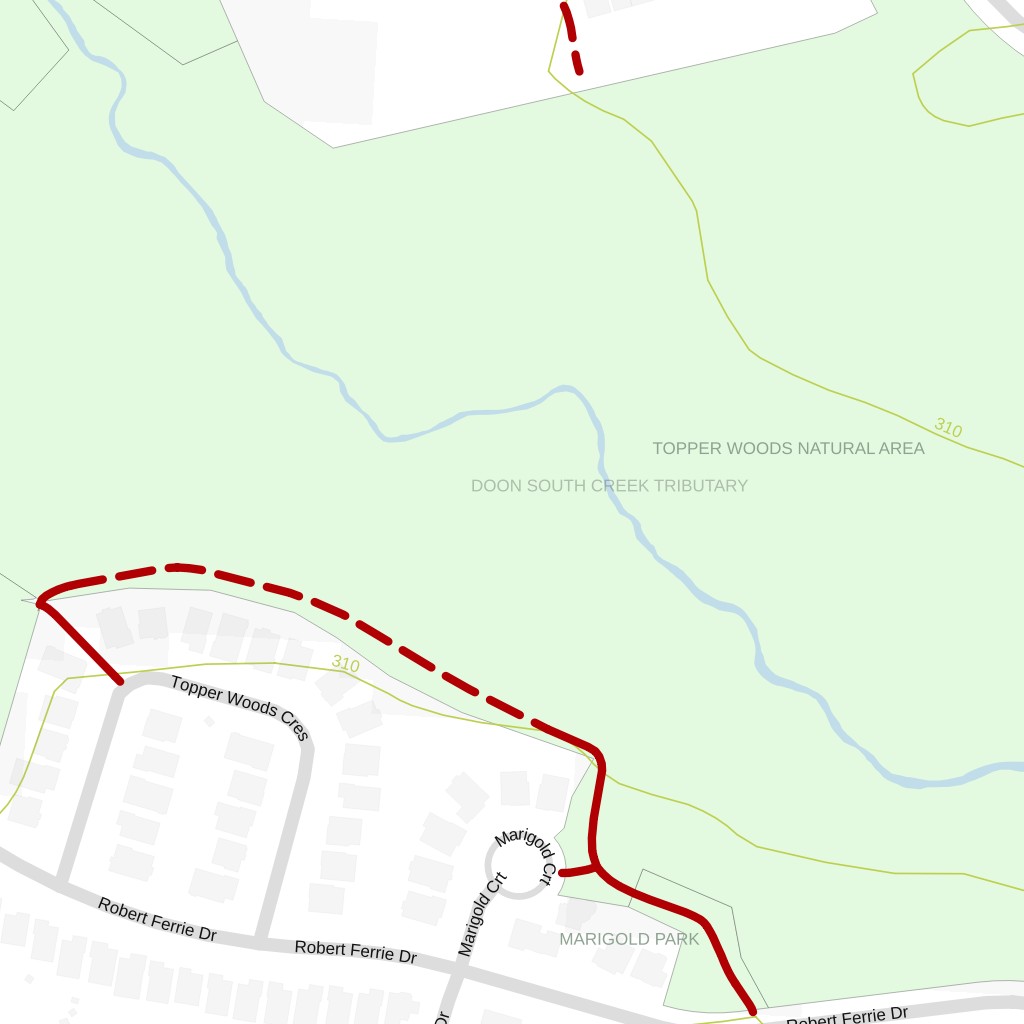 310
TOPPER WOODS NATURAL AREA
DOON SOUTH CREEK TRIBUTARY
310
Topper Woods Cres
Marigold Crt
Marigold Crt
Robert Ferrie Dr
Robert Ferrie Dr
MARIGOLD PARK
Robert Ferrie Dr
Dr